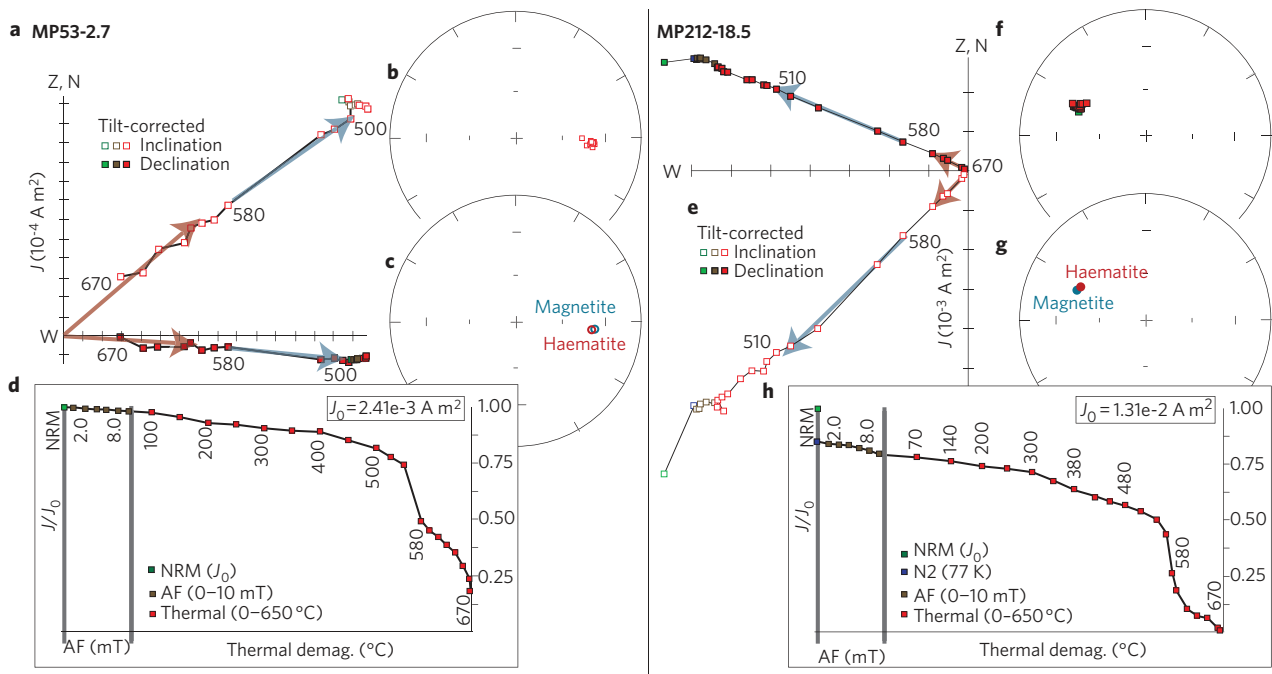 a MP53-2.7
Z, N
Tilt-corrected
Inclination
Declination
J (10⁻⁴ A m²)
500
580
670
W
670
580
500
b
c
Magnetite
Haematite
d
J₀ = 2.41e-3 A m²
NRM
2.0
8.0
100
200
300
400
500
580
670
1.00
0.75
0.50
0.25
J/J₀
NRM (J₀)
AF (0–10 mT)
Thermal (0–650 °C)
AF (mT)
Thermal demag. (°C)
MP212-18.5
Z, N
510
580
670
W
e
Tilt-corrected
Inclination
Declination
580
510
J (10⁻³ A m²)
f
g
Haematite
Magnetite
h
J₀ = 1.31e-2 A m²
NRM
2.0
8.0
70
140
200
300
380
480
580
670
1.00
0.75
0.50
0.25
J/J₀
NRM (J₀)
N2 (77 K)
AF (0–10 mT)
Thermal (0–650 °C)
AF (mT)
Thermal demag. (°C)